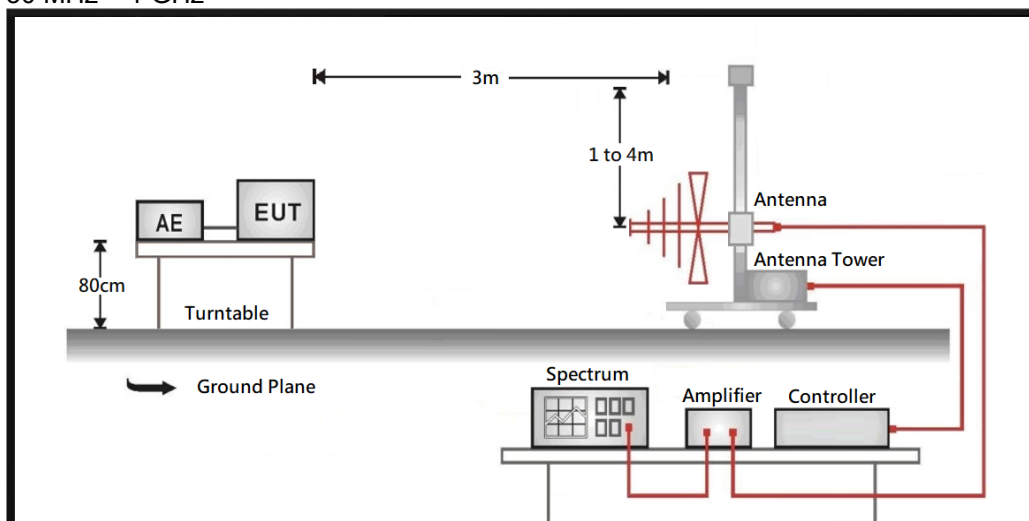 3m
1 to 4m
Antenna
EUT
AE
Antenna Tower
80cm
Turntable
Ground Plane
Spectrum
Amplifier
Controller